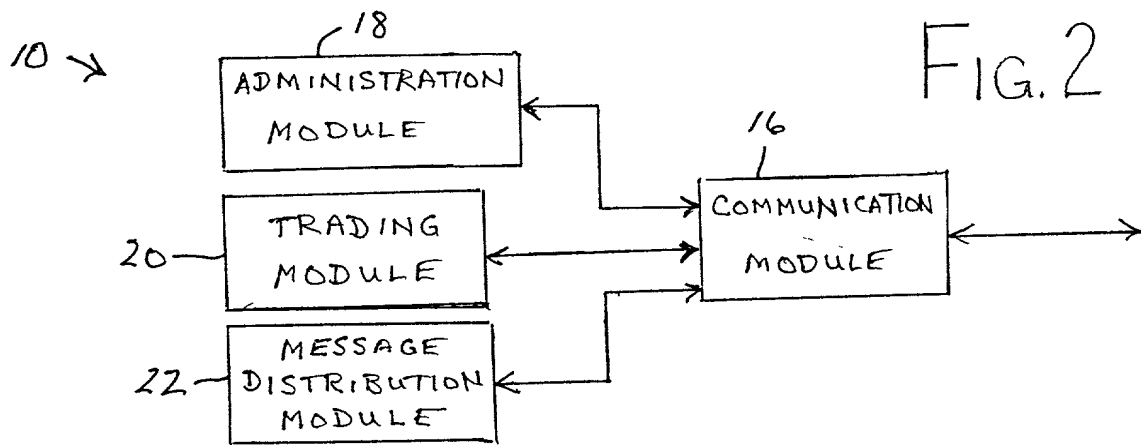 10
18
FIG. 2
ADMINISTRATION
MODULE
16
COMMUNICATION
MODULE
20
TRADING
MODULE
22
MESSAGE
DISTRIBUTION
MODULE